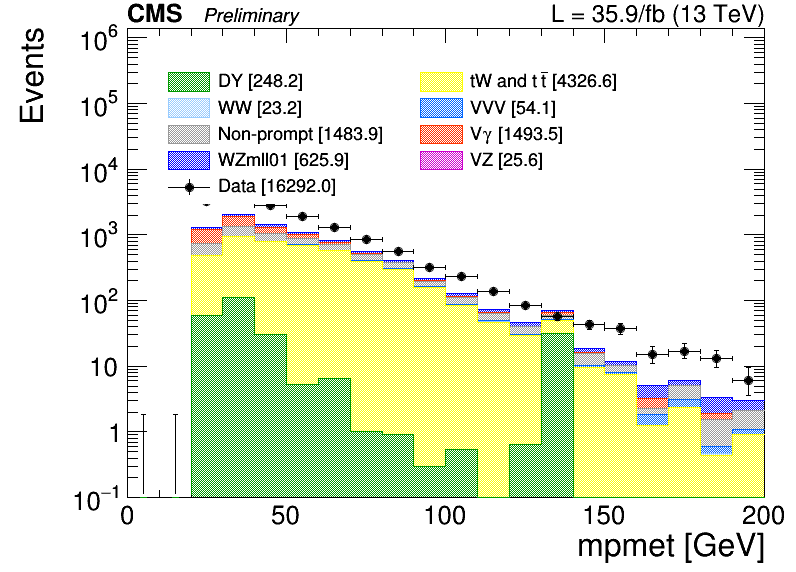 CMS Preliminary L = 35.9/fb (13 TeV)
Events
10^6
10^5
10^4
10^3
10^2
10
1
10^−1
DY [248.2]
tW and t t̄ [4326.6]
WW [23.2]
VVV [54.1]
Non-prompt [1483.9]
Vγ [1493.5]
WZmll01 [625.9]
VZ [25.6]
Data [16292.0]
0 50 100 150 200
mpmet [GeV]